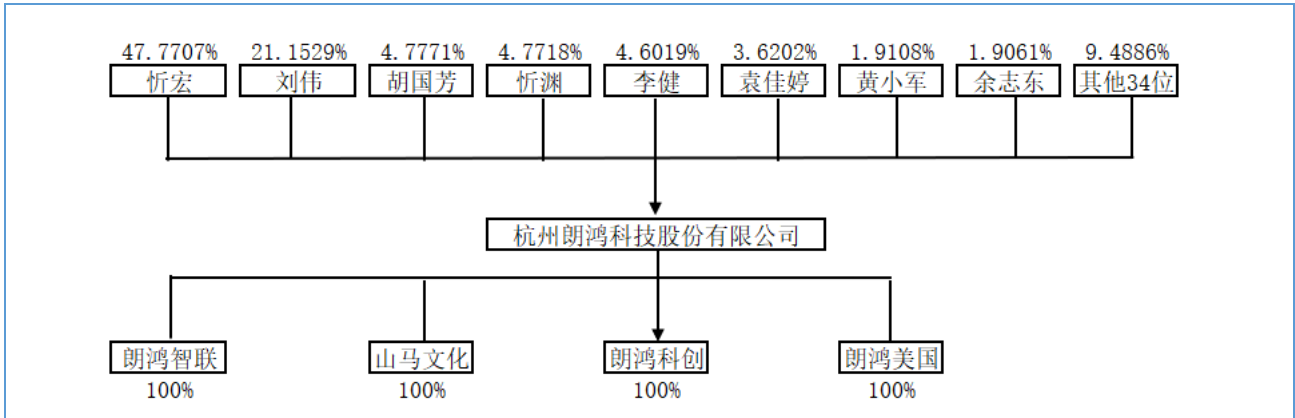 47.7707% 21.1529% 4.7771% 4.7718% 4.6019% 3.6202% 1.9108% 1.9061% 9.4886%
忻宏 刘伟 胡国芳 忻渊 李健 袁佳婷 黄小军 余志东 其他34位
杭州朗鸿科技股份有限公司
朗鸿智联 山马文化 朗鸿科创 朗鸿美国
100% 100% 100% 100%